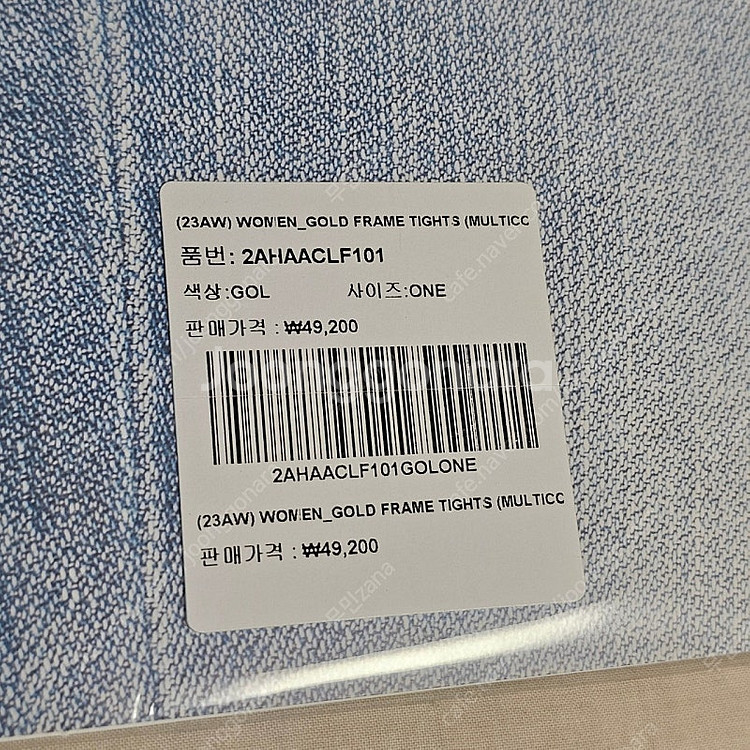 (23AW) WOMEN_GOLD FRAME TIGHTS (MULTICC
품번: 2AHAACLF101
색상:GOL 사이즈:ONE
판매가격 : ₩49,200
joonggonara
2AHAACLF101GOLONE
(23AW) WOMEN_GOLD FRAME TIGHTS (MULTICC
판매가격 : ₩49,200